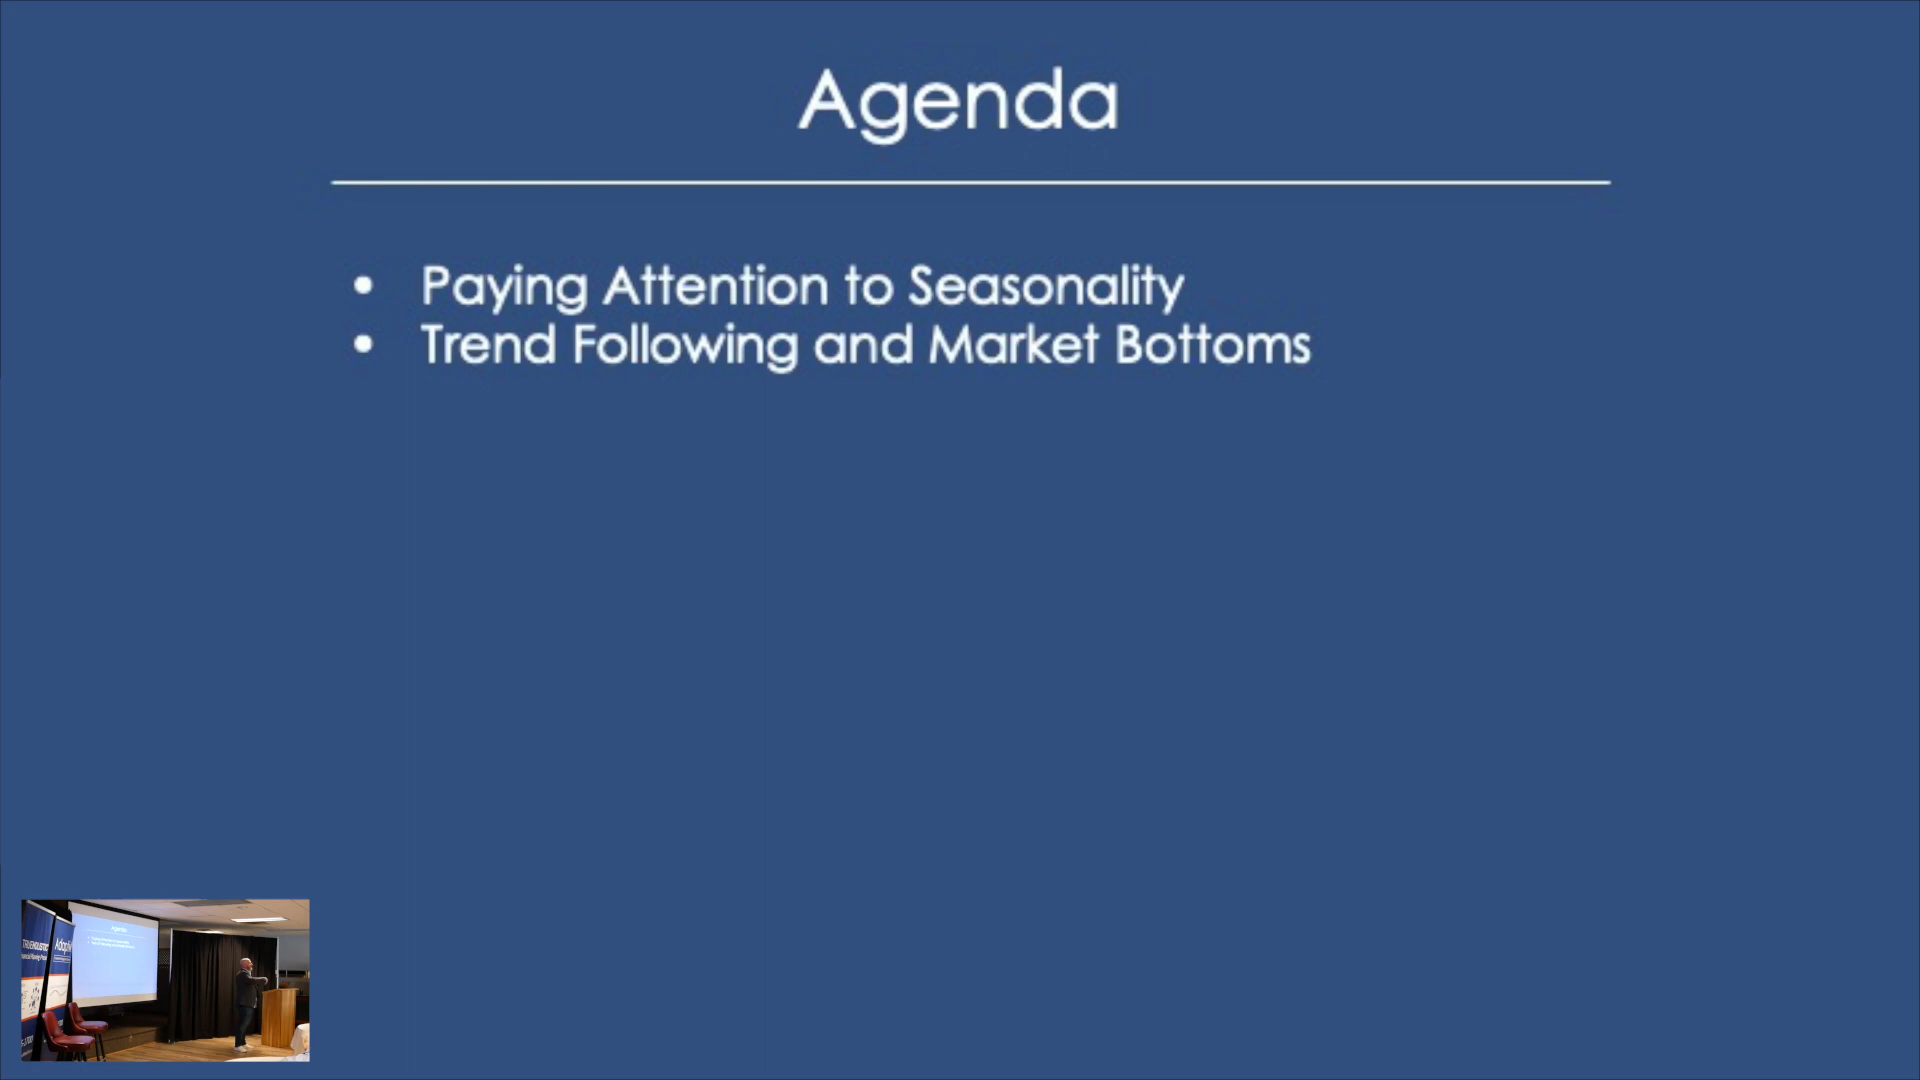 Agenda
• Paying Attention to Seasonality
• Trend Following and Market Bottoms